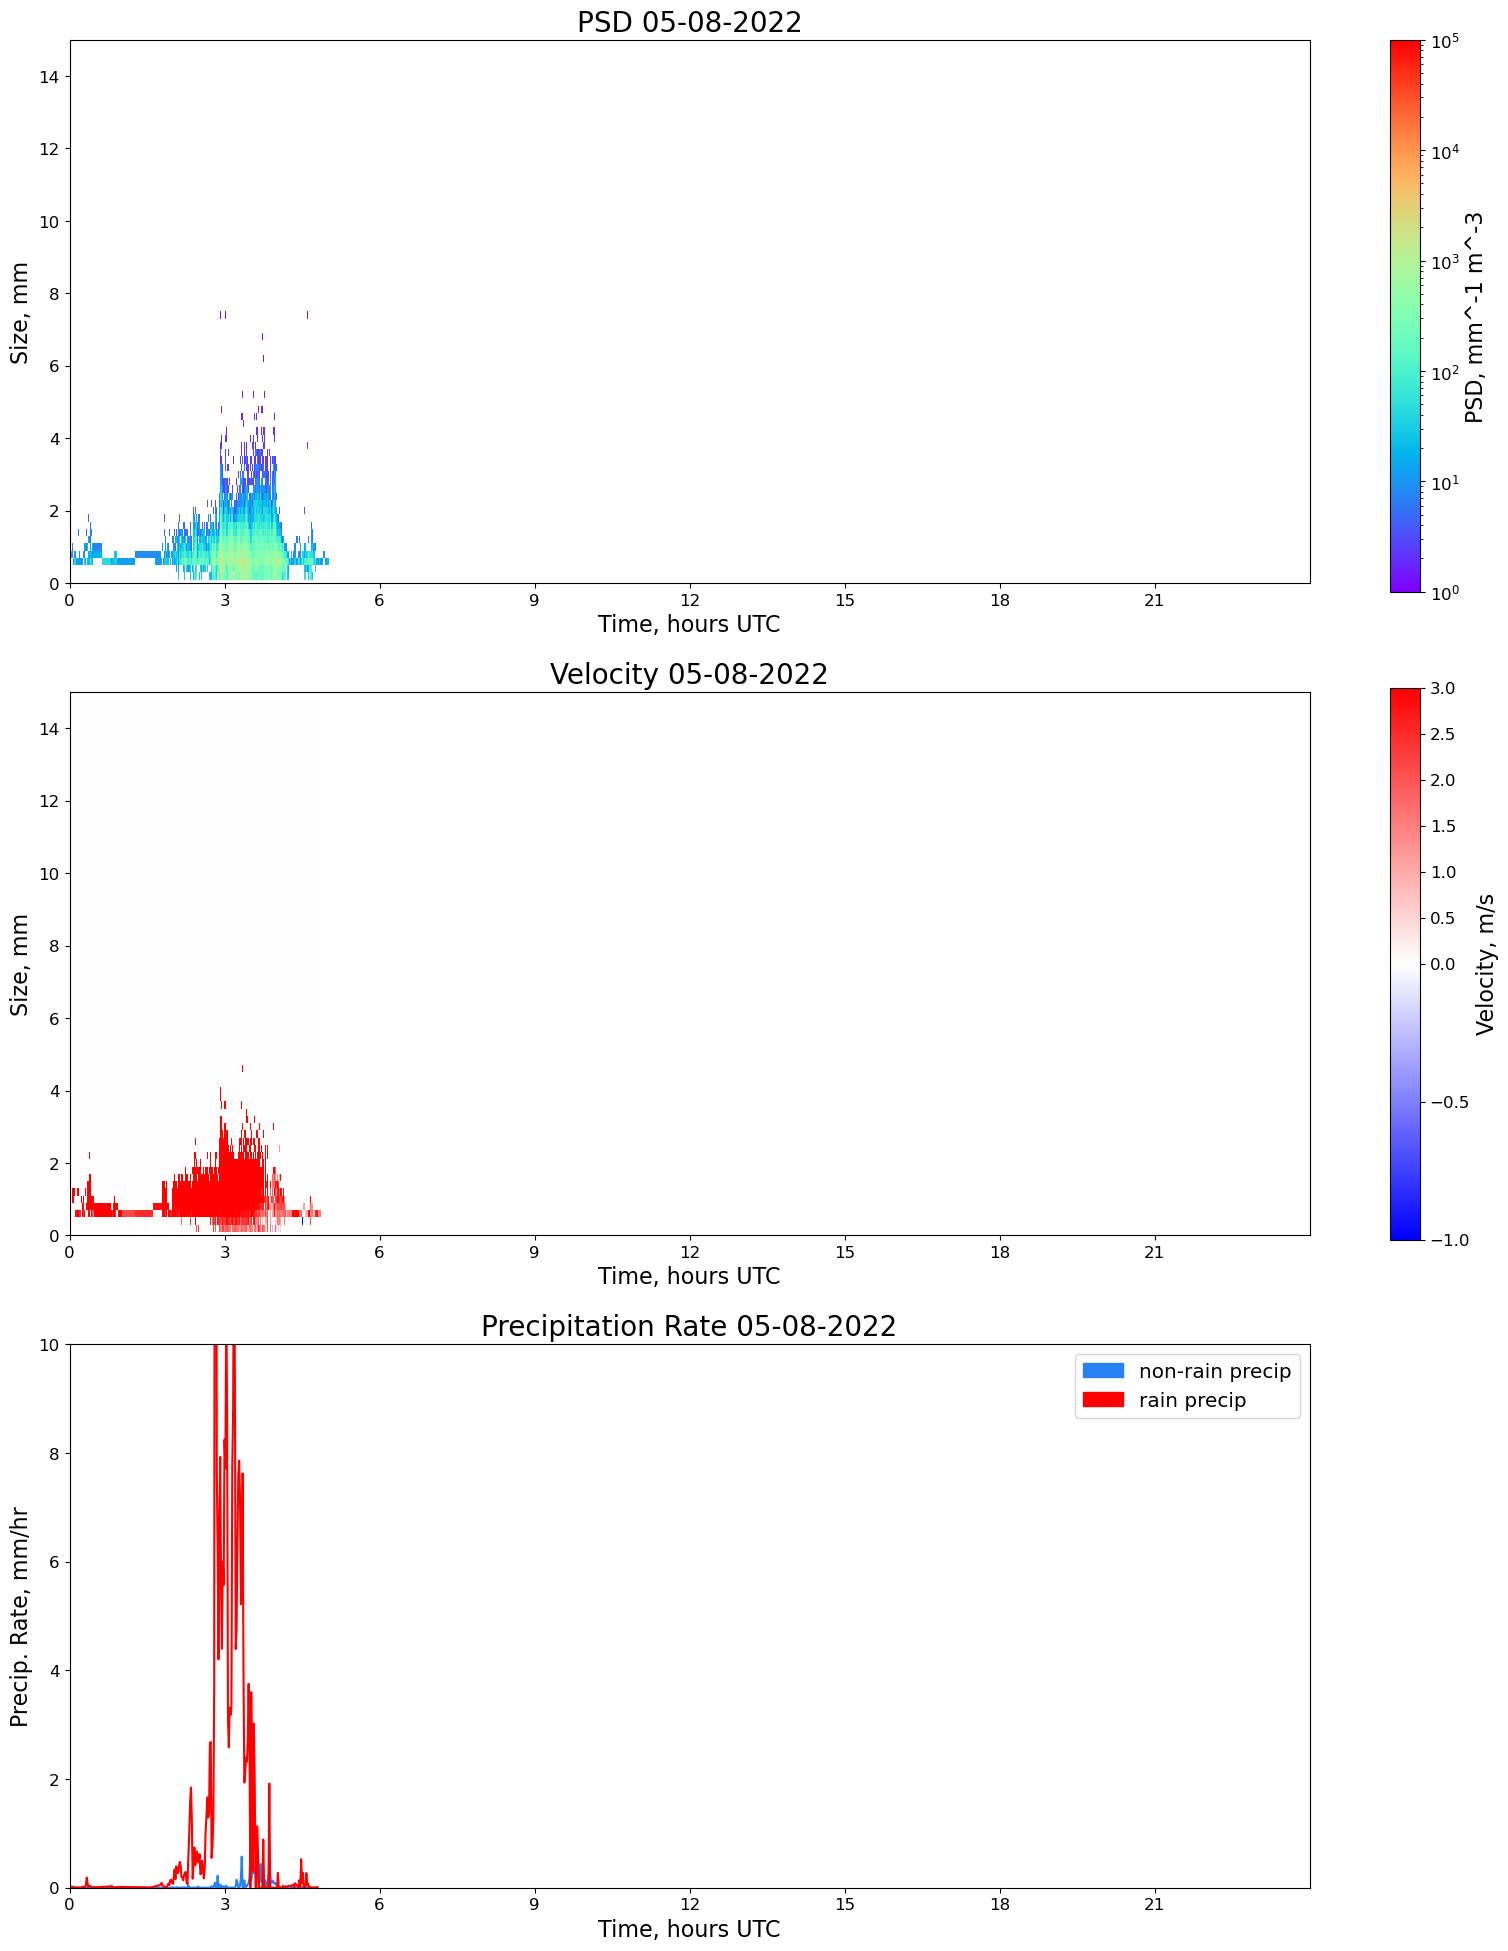 PSD 05-08-2022
14
12
10
8
6
4
2
0
Size, mm
0 3 6 9 12 15 18 21
Time, hours UTC
10^5
10^4
10^3
10^2
10^1
10^0
PSD, mm^-1 m^-3
Velocity 05-08-2022
14
12
10
8
6
4
2
0
Size, mm
0 3 6 9 12 15 18 21
Time, hours UTC
3.0
2.5
2.0
1.5
1.0
0.5
0.0
−0.5
−1.0
Velocity, m/s
Precipitation Rate 05-08-2022
10
8
6
4
2
0
Precip. Rate, mm/hr
non-rain precip
rain precip
0 3 6 9 12 15 18 21
Time, hours UTC